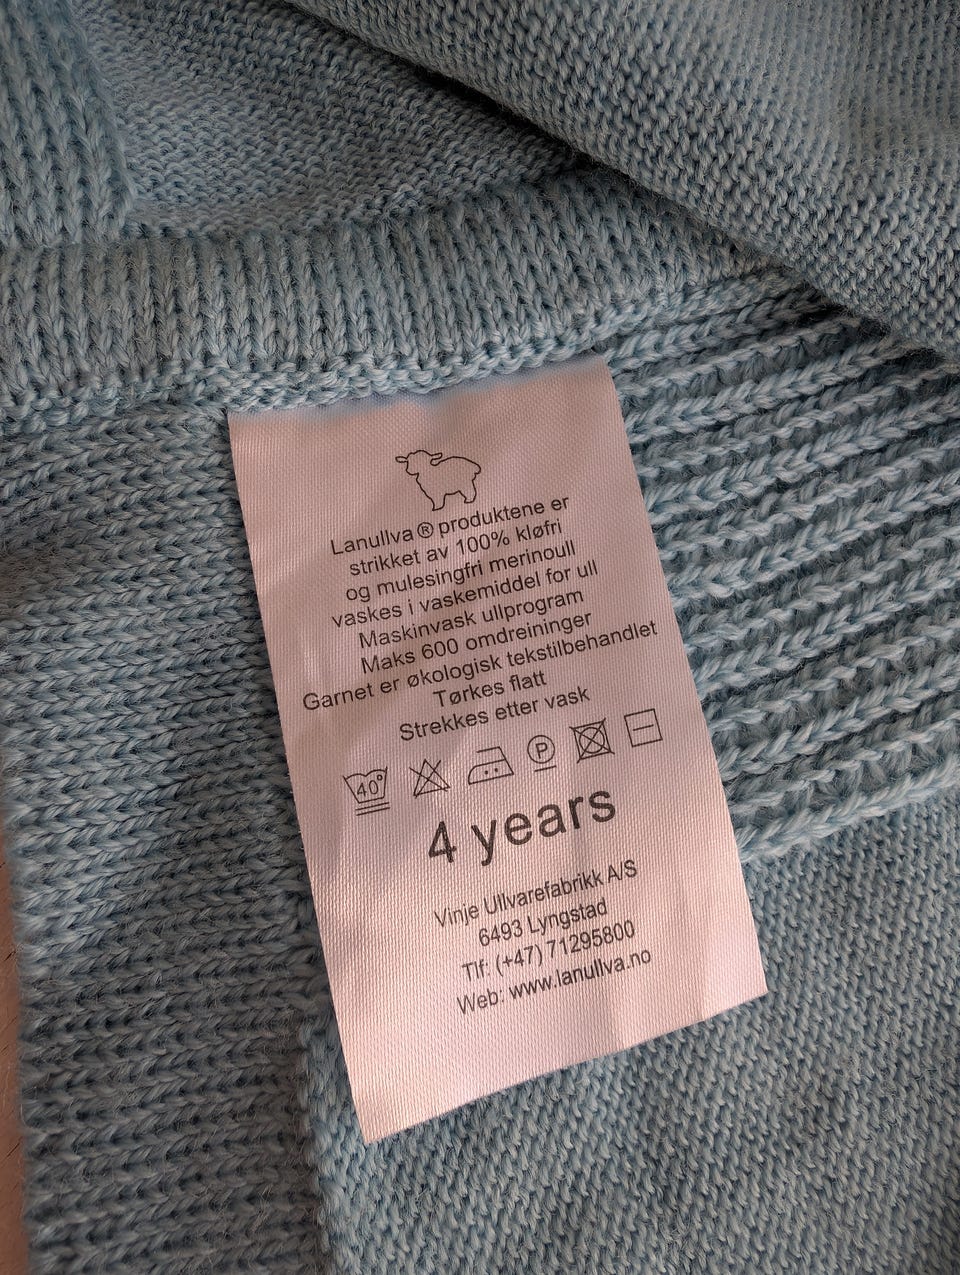 Lanullva® produktene er
strikket av 100% kløfri
og mulesingfri merinoull
vaskes i vaskemiddel for ull
Maskinvask ullprogram
Maks 600 omdreininger
Garnet er økologisk tekstilbehandlet
Tørkes flatt
Strekkes etter vask
40° P
4 years
Vinje Ullvarefabrikk A/S
6493 Lyngstad
Tlf: (+47) 71295800
Web: www.lanullva.no